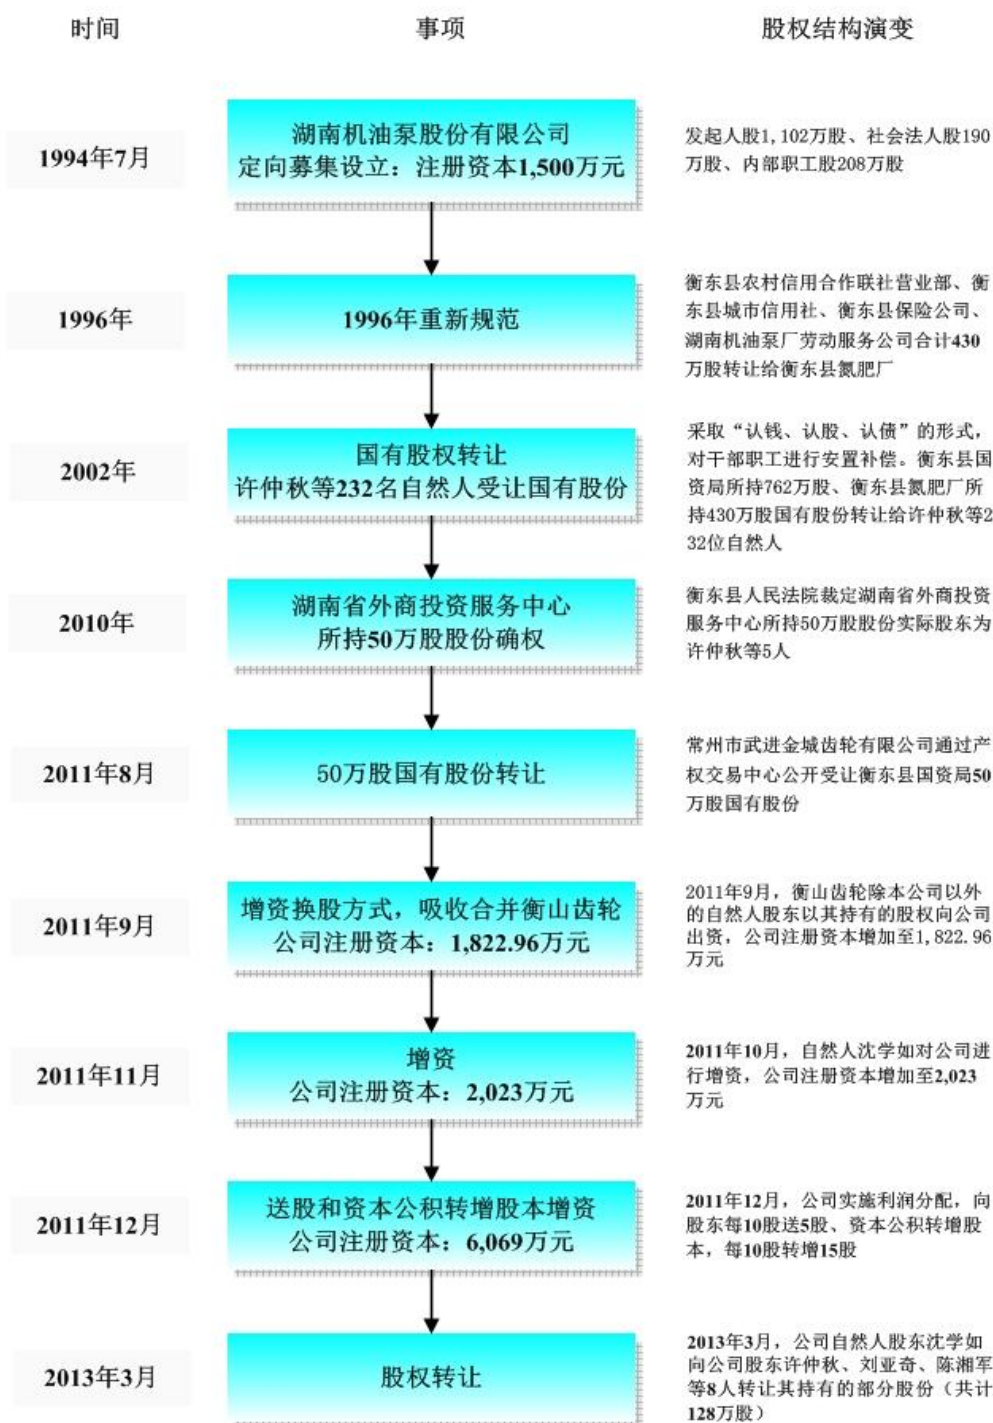 时间
事项
股权结构演变
1994年7月
湖南机油泵股份有限公司
定向募集设立：注册资本1,500万元
发起人股1,102万股、社会法人股190
万股、内部职工股208万股
1996年
1996年重新规范
衡东县农村信用合作联社营业部、衡
东县城市信用社、衡东县保险公司、
湖南机油泵厂劳动服务公司合计430
万股转让给衡东县氮肥厂
2002年
国有股权转让
许仲秋等232名自然人受让国有股份
采取“认钱、认股、认债”的形式，
对干部职工进行安置补偿。衡东县国
资局所持762万股、衡东县氮肥厂所
持430万股国有股份转让给许仲秋等2
32位自然人
2010年
湖南省外商投资服务中心
所持50万股股份确权
衡东县人民法院裁定湖南省外商投资
服务中心所持50万股股份实际股东为
许仲秋等5人
2011年8月
50万股国有股份转让
常州市武进金城齿轮有限公司通过产
权交易中心公开受让衡东县国资局50
万股国有股份
2011年9月
增资换股方式，吸收合并衡山齿轮
公司注册资本：1,822.96万元
2011年9月，衡山齿轮除本公司以外
的自然人股东以其持有的股权向公司
出资，公司注册资本增加至1,822.96
万元
2011年11月
增资
公司注册资本：2,023万元
2011年10月，自然人沈学如对公司进
行增资，公司注册资本增加至2,023
万元
2011年12月
送股和资本公积转增股本增资
公司注册资本：6,069万元
2011年12月，公司实施利润分配，向
股东每10股送5股、资本公积转增股
本，每10股转增15股
2013年3月
股权转让
2013年3月，公司自然人股东沈学如
向公司股东许仲秋、刘亚奇、陈湘军
等8人转让其持有的部分股份（共计
128万股）